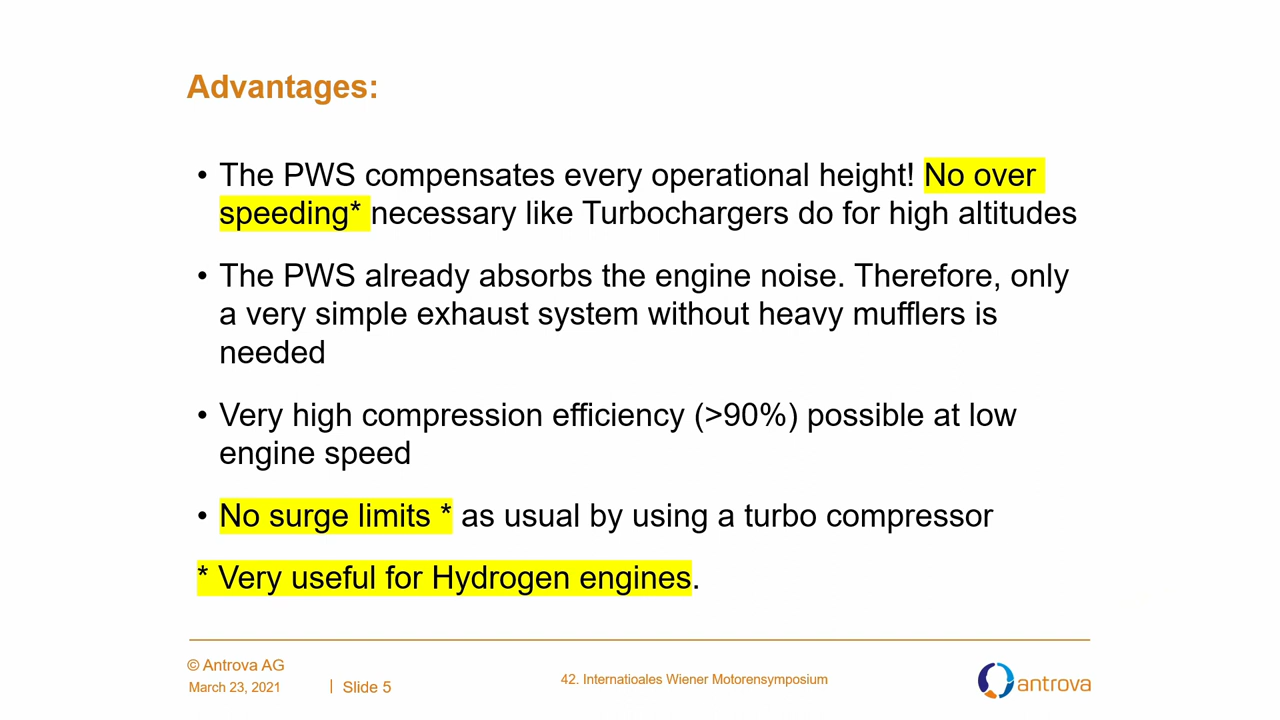 Advantages:
• The PWS compensates every operational height! No over
speeding* necessary like Turbochargers do for high altitudes
• The PWS already absorbs the engine noise. Therefore, only
a very simple exhaust system without heavy mufflers is
needed
• Very high compression efficiency (>90%) possible at low
engine speed
• No surge limits * as usual by using a turbo compressor
* Very useful for Hydrogen engines.
© Antrova AG
March 23, 2021 | Slide 5
42. Internatioales Wiener Motorensymposium
antrova